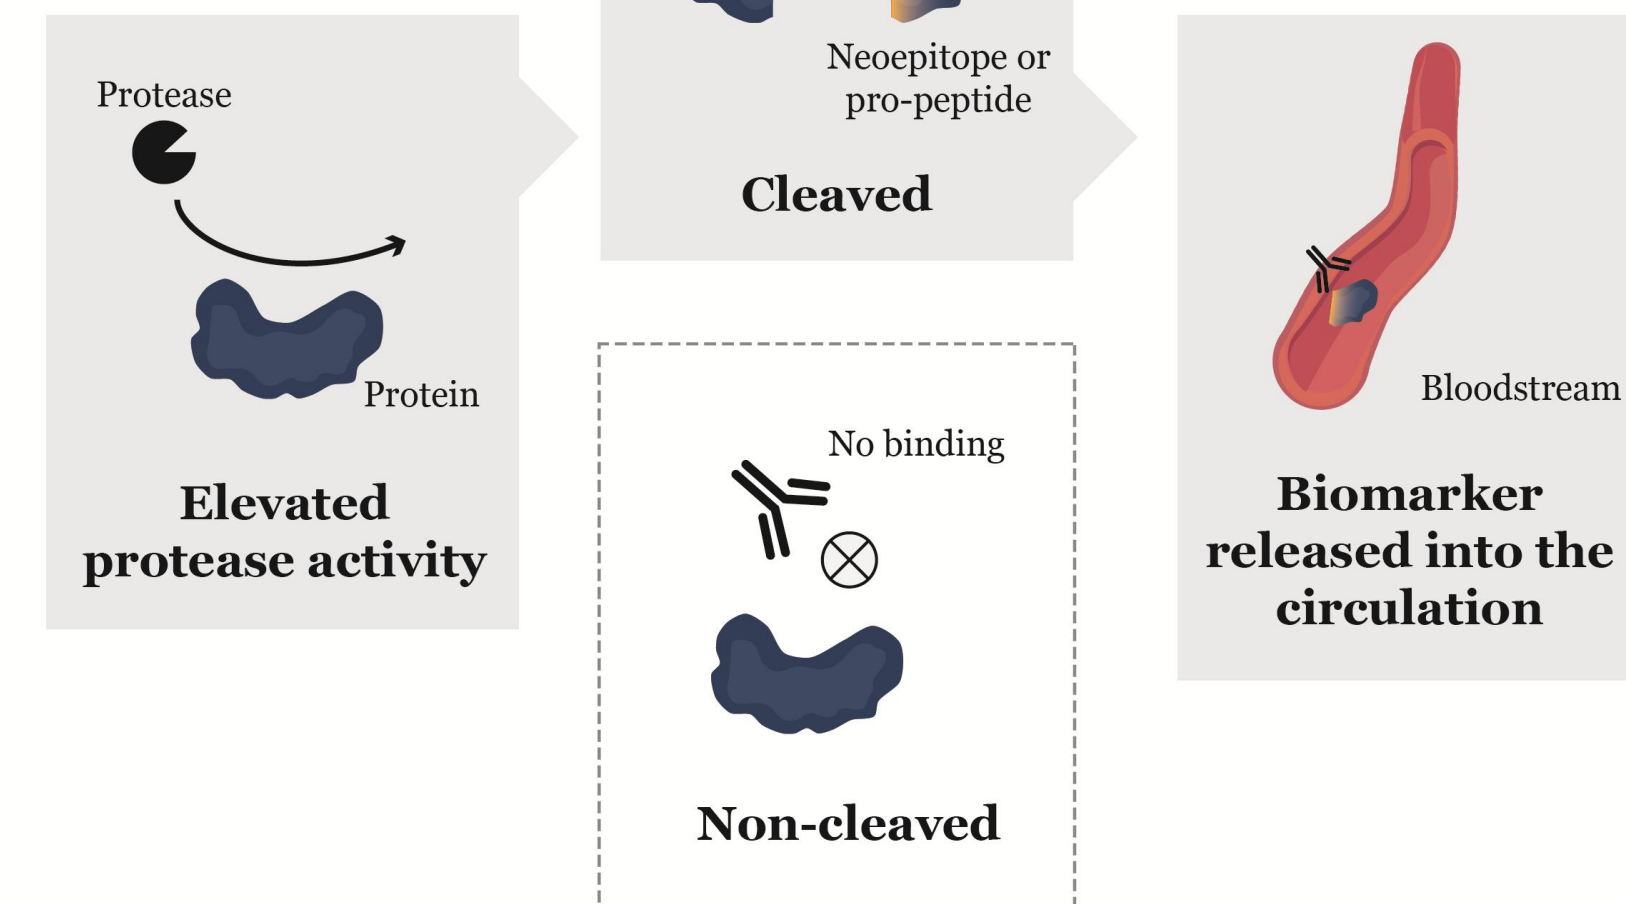 Protease
Protein
Elevated
protease activity
Neoepitope or
pro-peptide
Cleaved
No binding
Non-cleaved
Bloodstream
Biomarker
released into the
circulation